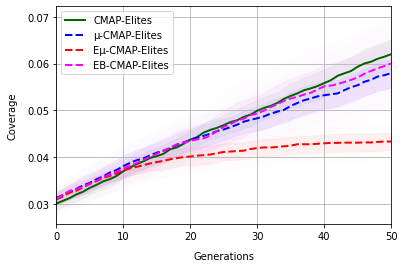 CMAP-Elites
μ-CMAP-Elites
Eμ-CMAP-Elites
EB-CMAP-Elites
0.07
0.06
0.05
0.04
0.03
Coverage
0 10 20 30 40 50
Generations